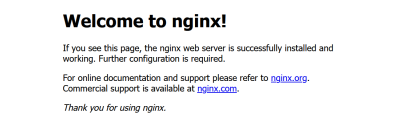 Welcome to nginx!
If you see this page, the nginx web server is successfully installed and
working. Further configuration is required.
For online documentation and support please refer to nginx.org.
Commercial support is available at nginx.com.
Thank you for using nginx.